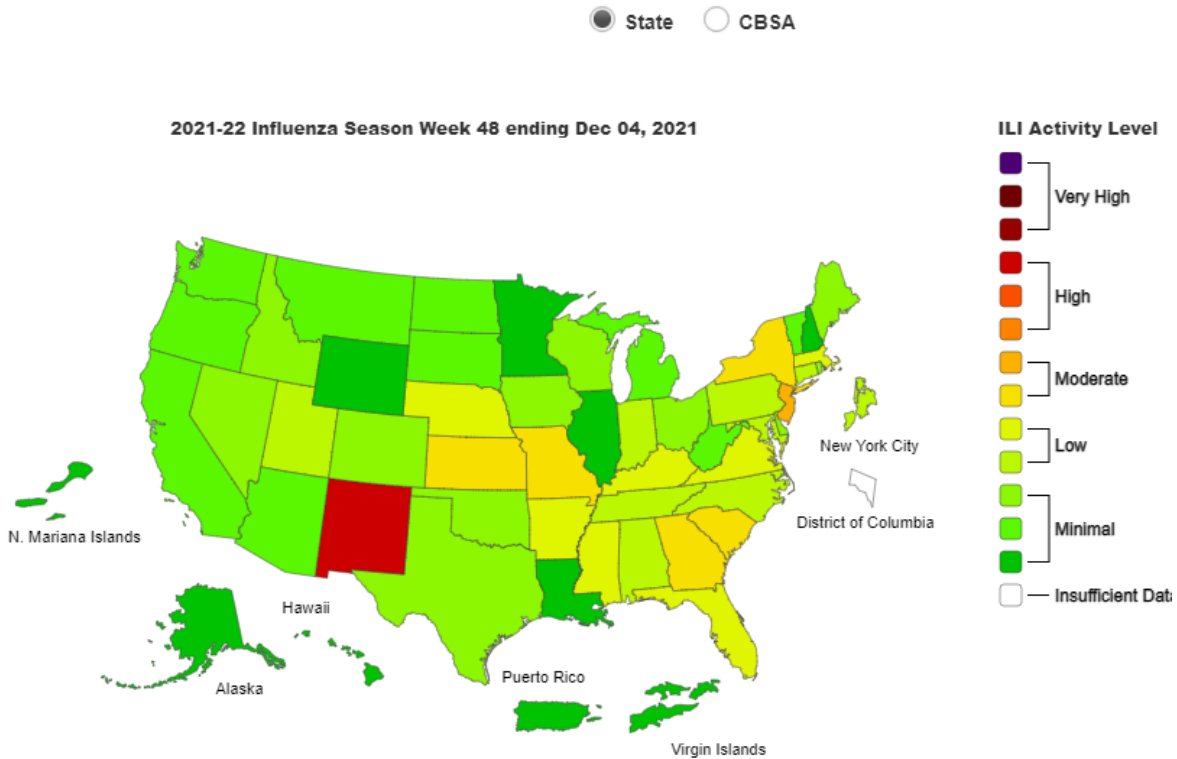 State CBSA
2021-22 Influenza Season Week 48 ending Dec 04, 2021
ILI Activity Level
Very High
High
Moderate
Low
Minimal
Insufficient Data
New York City
District of Columbia
N. Mariana Islands
Hawaii
Alaska
Puerto Rico
Virgin Islands